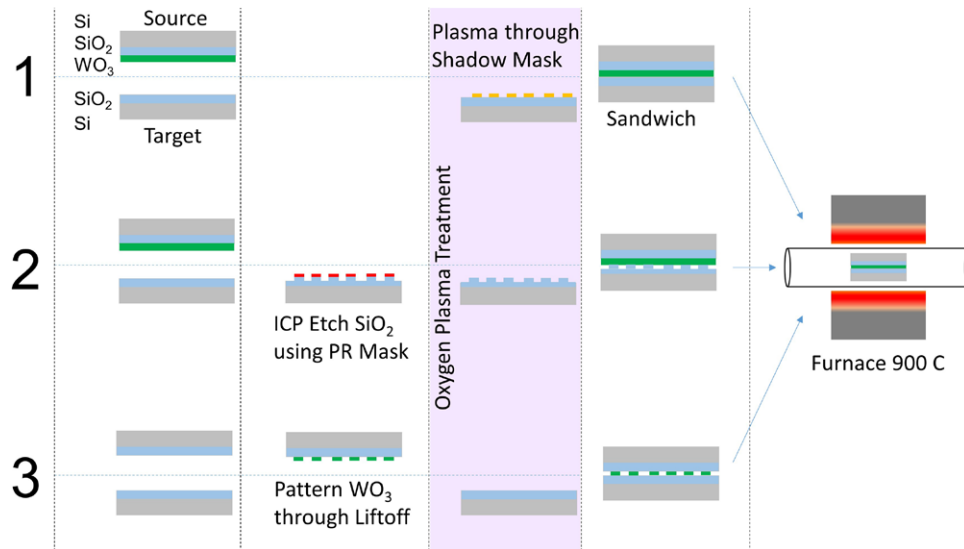 Si
Source
SiO₂
WO₃
1
SiO₂
Si
Target
Plasma through
Shadow Mask
Sandwich
2
ICP Etch SiO₂
using PR Mask
Oxygen Plasma Treatment
Furnace 900 C
3
Pattern WO₃
through Liftoff